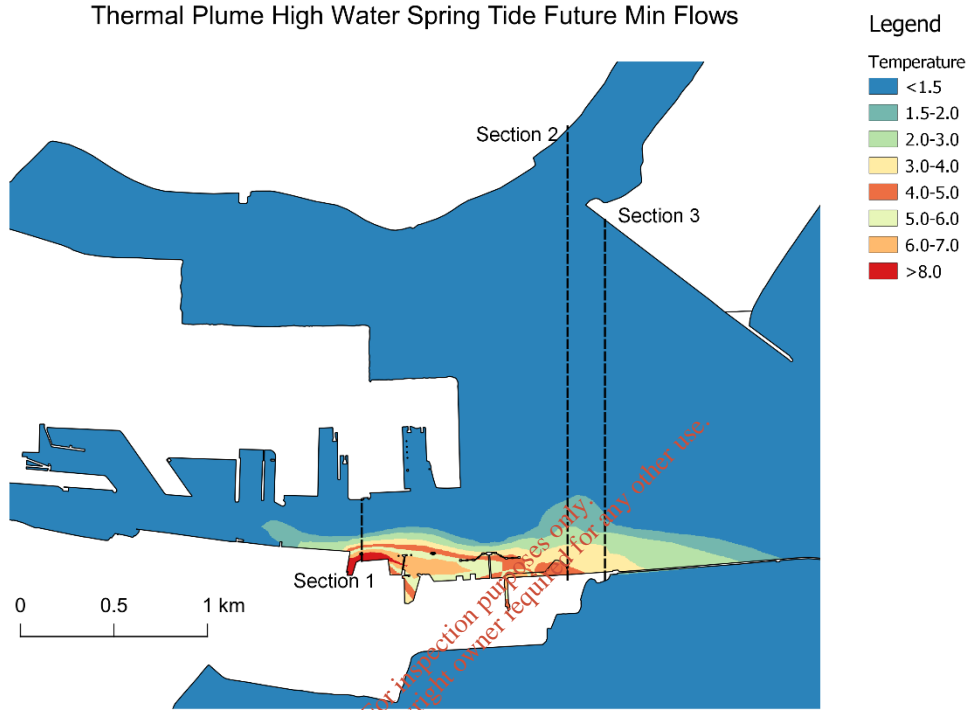 Thermal Plume High Water Spring Tide Future Min Flows
Legend
Temperature
<1.5
1.5-2.0
2.0-3.0
3.0-4.0
4.0-5.0
5.0-6.0
6.0-7.0
>8.0
Section 2
Section 3
Section 1
0 0.5 1 km
For inspection purposes only.
owner required for any other use.